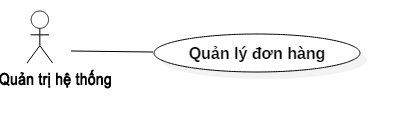 Quản lý đơn hàng
Quản trị hệ thống